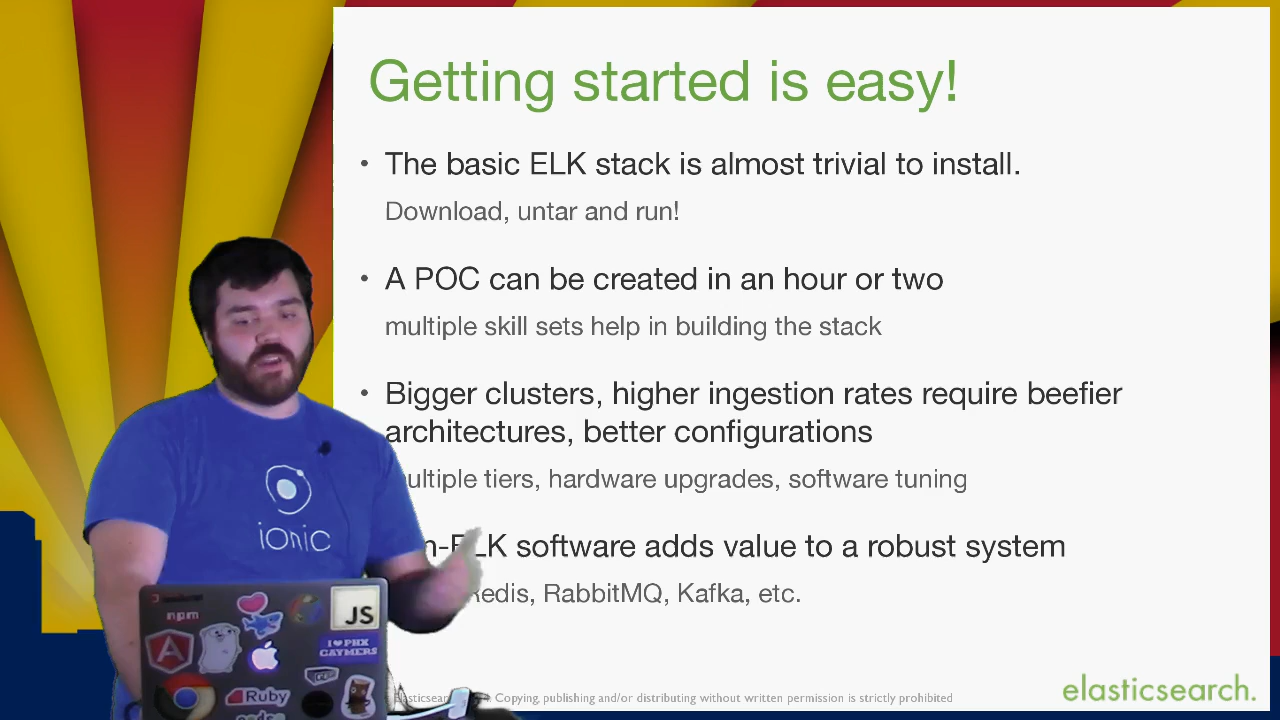 Getting started is easy!
• The basic ELK stack is almost trivial to install.
Download, untar and run!
• A POC can be created in an hour or two
multiple skill sets help in building the stack
• Bigger clusters, higher ingestion rates require beefier
architectures, better configurations
ultiple tiers, hardware upgrades, software tuning
n-ELK software adds value to a robust system
Redis, RabbitMQ, Kafka, etc.
Copying, publishing and/or distributing without written permission is strictly prohibited
elasticsearch.
ionic
npm
JS
I ♥ PHX
GAYMERS
Ruby